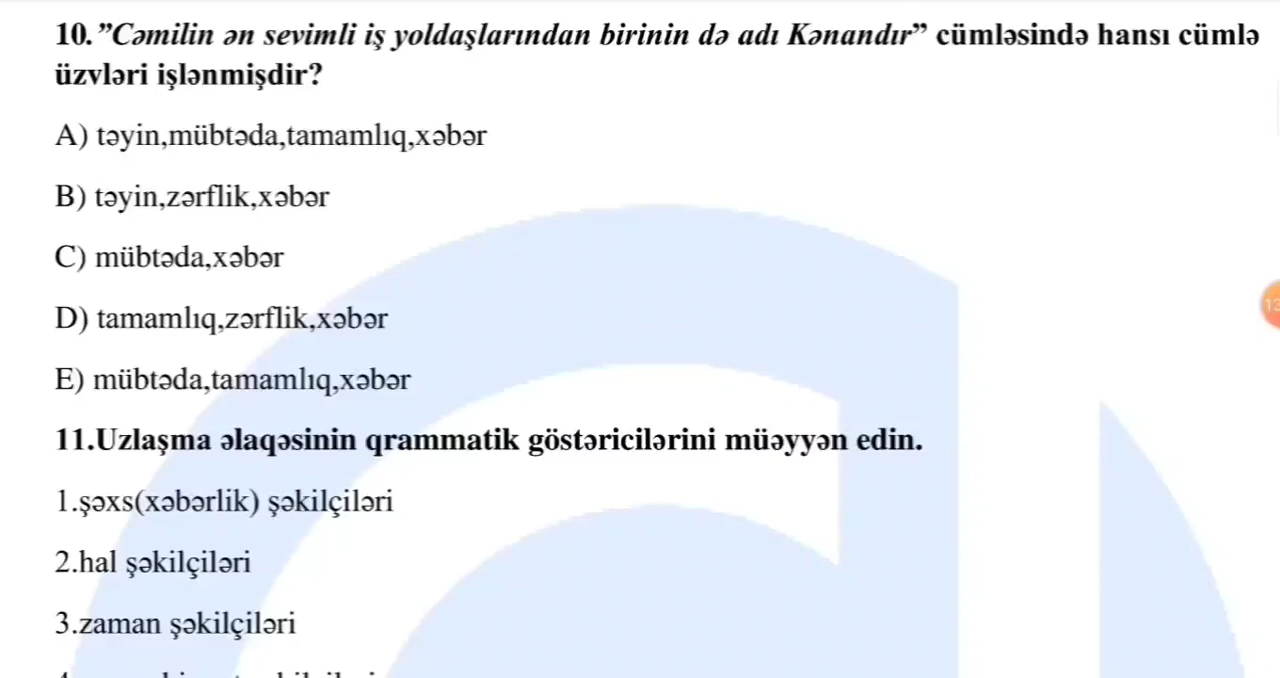 10. ”Cəmilin ən sevimli iş yoldaşlarından birinin də adı Kənandır” cümləsində hansı cümlə
üzvləri işlənmişdir?
A) təyin,mübtəda,tamamlıq,xəbər
B) təyin,zərflik,xəbər
C) mübtəda,xəbər
D) tamamlıq,zərflik,xəbər
E) mübtəda,tamamlıq,xəbər
11.Uzlaşma əlaqəsinin qrammatik göstəricilərini müəyyən edin.
1.şəxs(xəbərlik) şəkilçiləri
2.hal şəkilçiləri
3.zaman şəkilçiləri